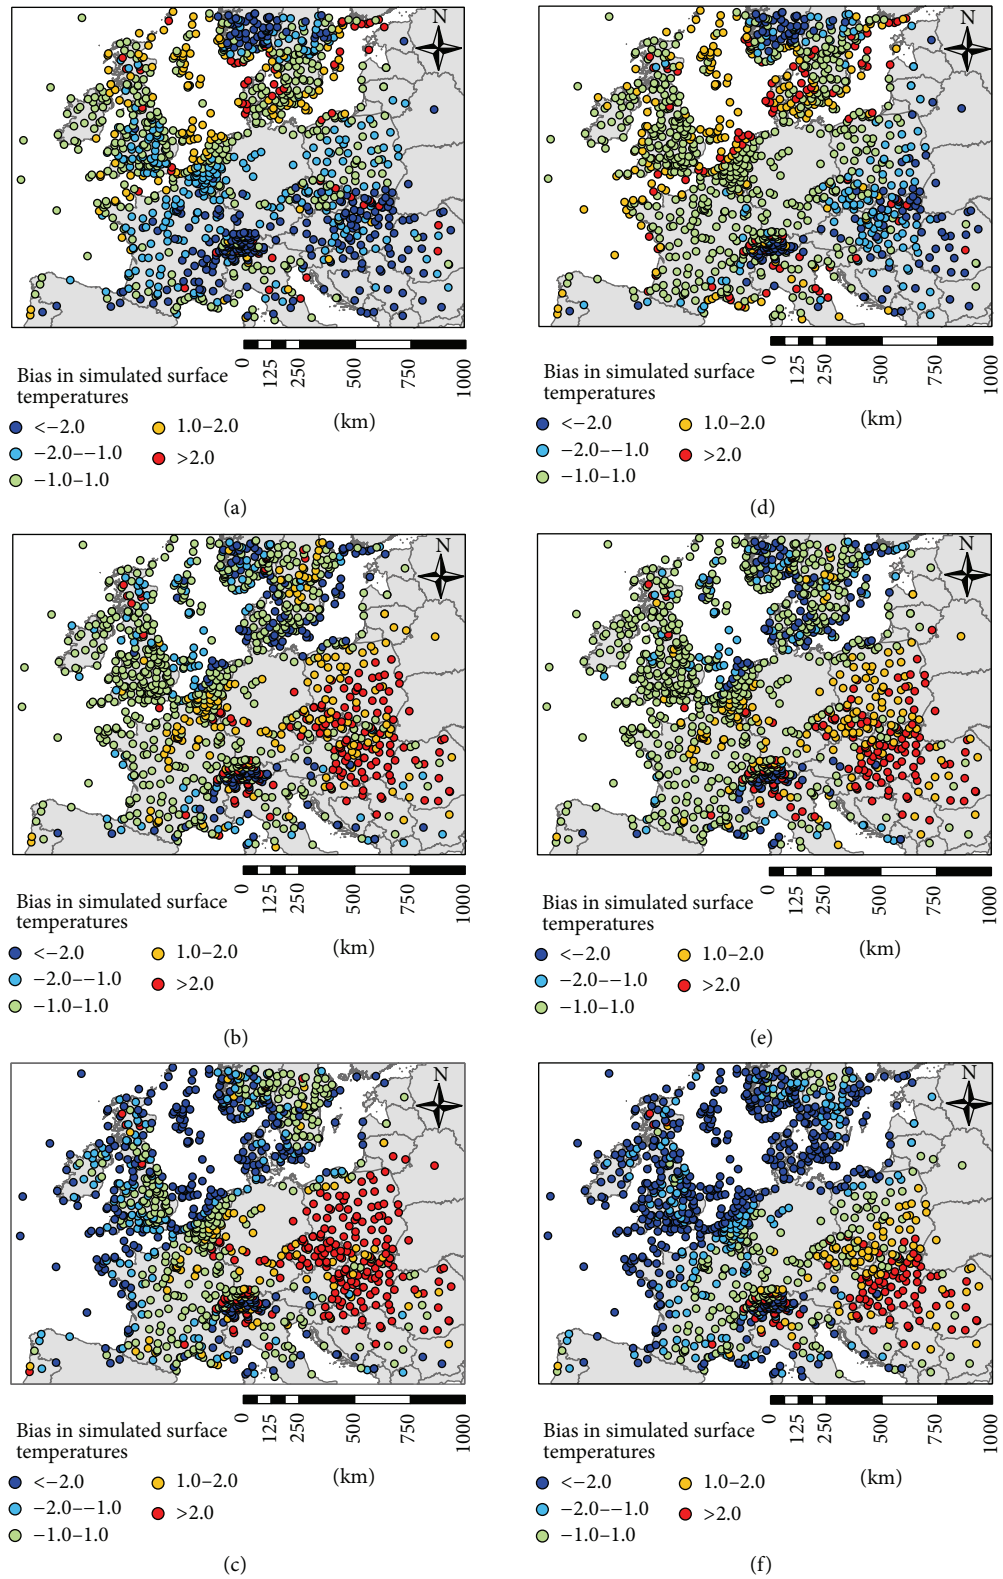 N
0 125 250 500 750 1000
Bias in simulated surface
temperatures
(km)
<−2.0
−2.0–−1.0
−1.0–1.0
1.0–2.0
>2.0
(a)
N
0 125 250 500 750 1000
Bias in simulated surface
temperatures
(km)
<−2.0
−2.0–−1.0
−1.0–1.0
1.0–2.0
>2.0
(d)
N
0 125 250 500 750 1000
Bias in simulated surface
temperatures
(km)
<−2.0
−2.0–−1.0
−1.0–1.0
1.0–2.0
>2.0
(b)
N
0 125 250 500 750 1000
Bias in simulated surface
temperatures
(km)
<−2.0
−2.0–−1.0
−1.0–1.0
1.0–2.0
>2.0
(e)
N
0 125 250 500 750 1000
Bias in simulated surface
temperatures
(km)
<−2.0
−2.0–−1.0
−1.0–1.0
1.0–2.0
>2.0
(c)
N
0 125 250 500 750 1000
Bias in simulated surface
temperatures
(km)
<−2.0
−2.0–−1.0
−1.0–1.0
1.0–2.0
>2.0
(f)